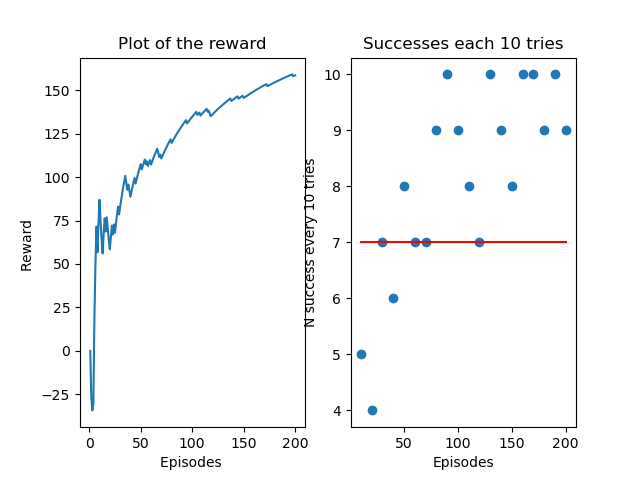 Plot of the reward
Reward
150
125
100
75
50
25
0
−25
0 50 100 150 200
Episodes
Successes each 10 tries
N success every 10 tries
10
9
8
7
6
5
4
50 100 150 200
Episodes